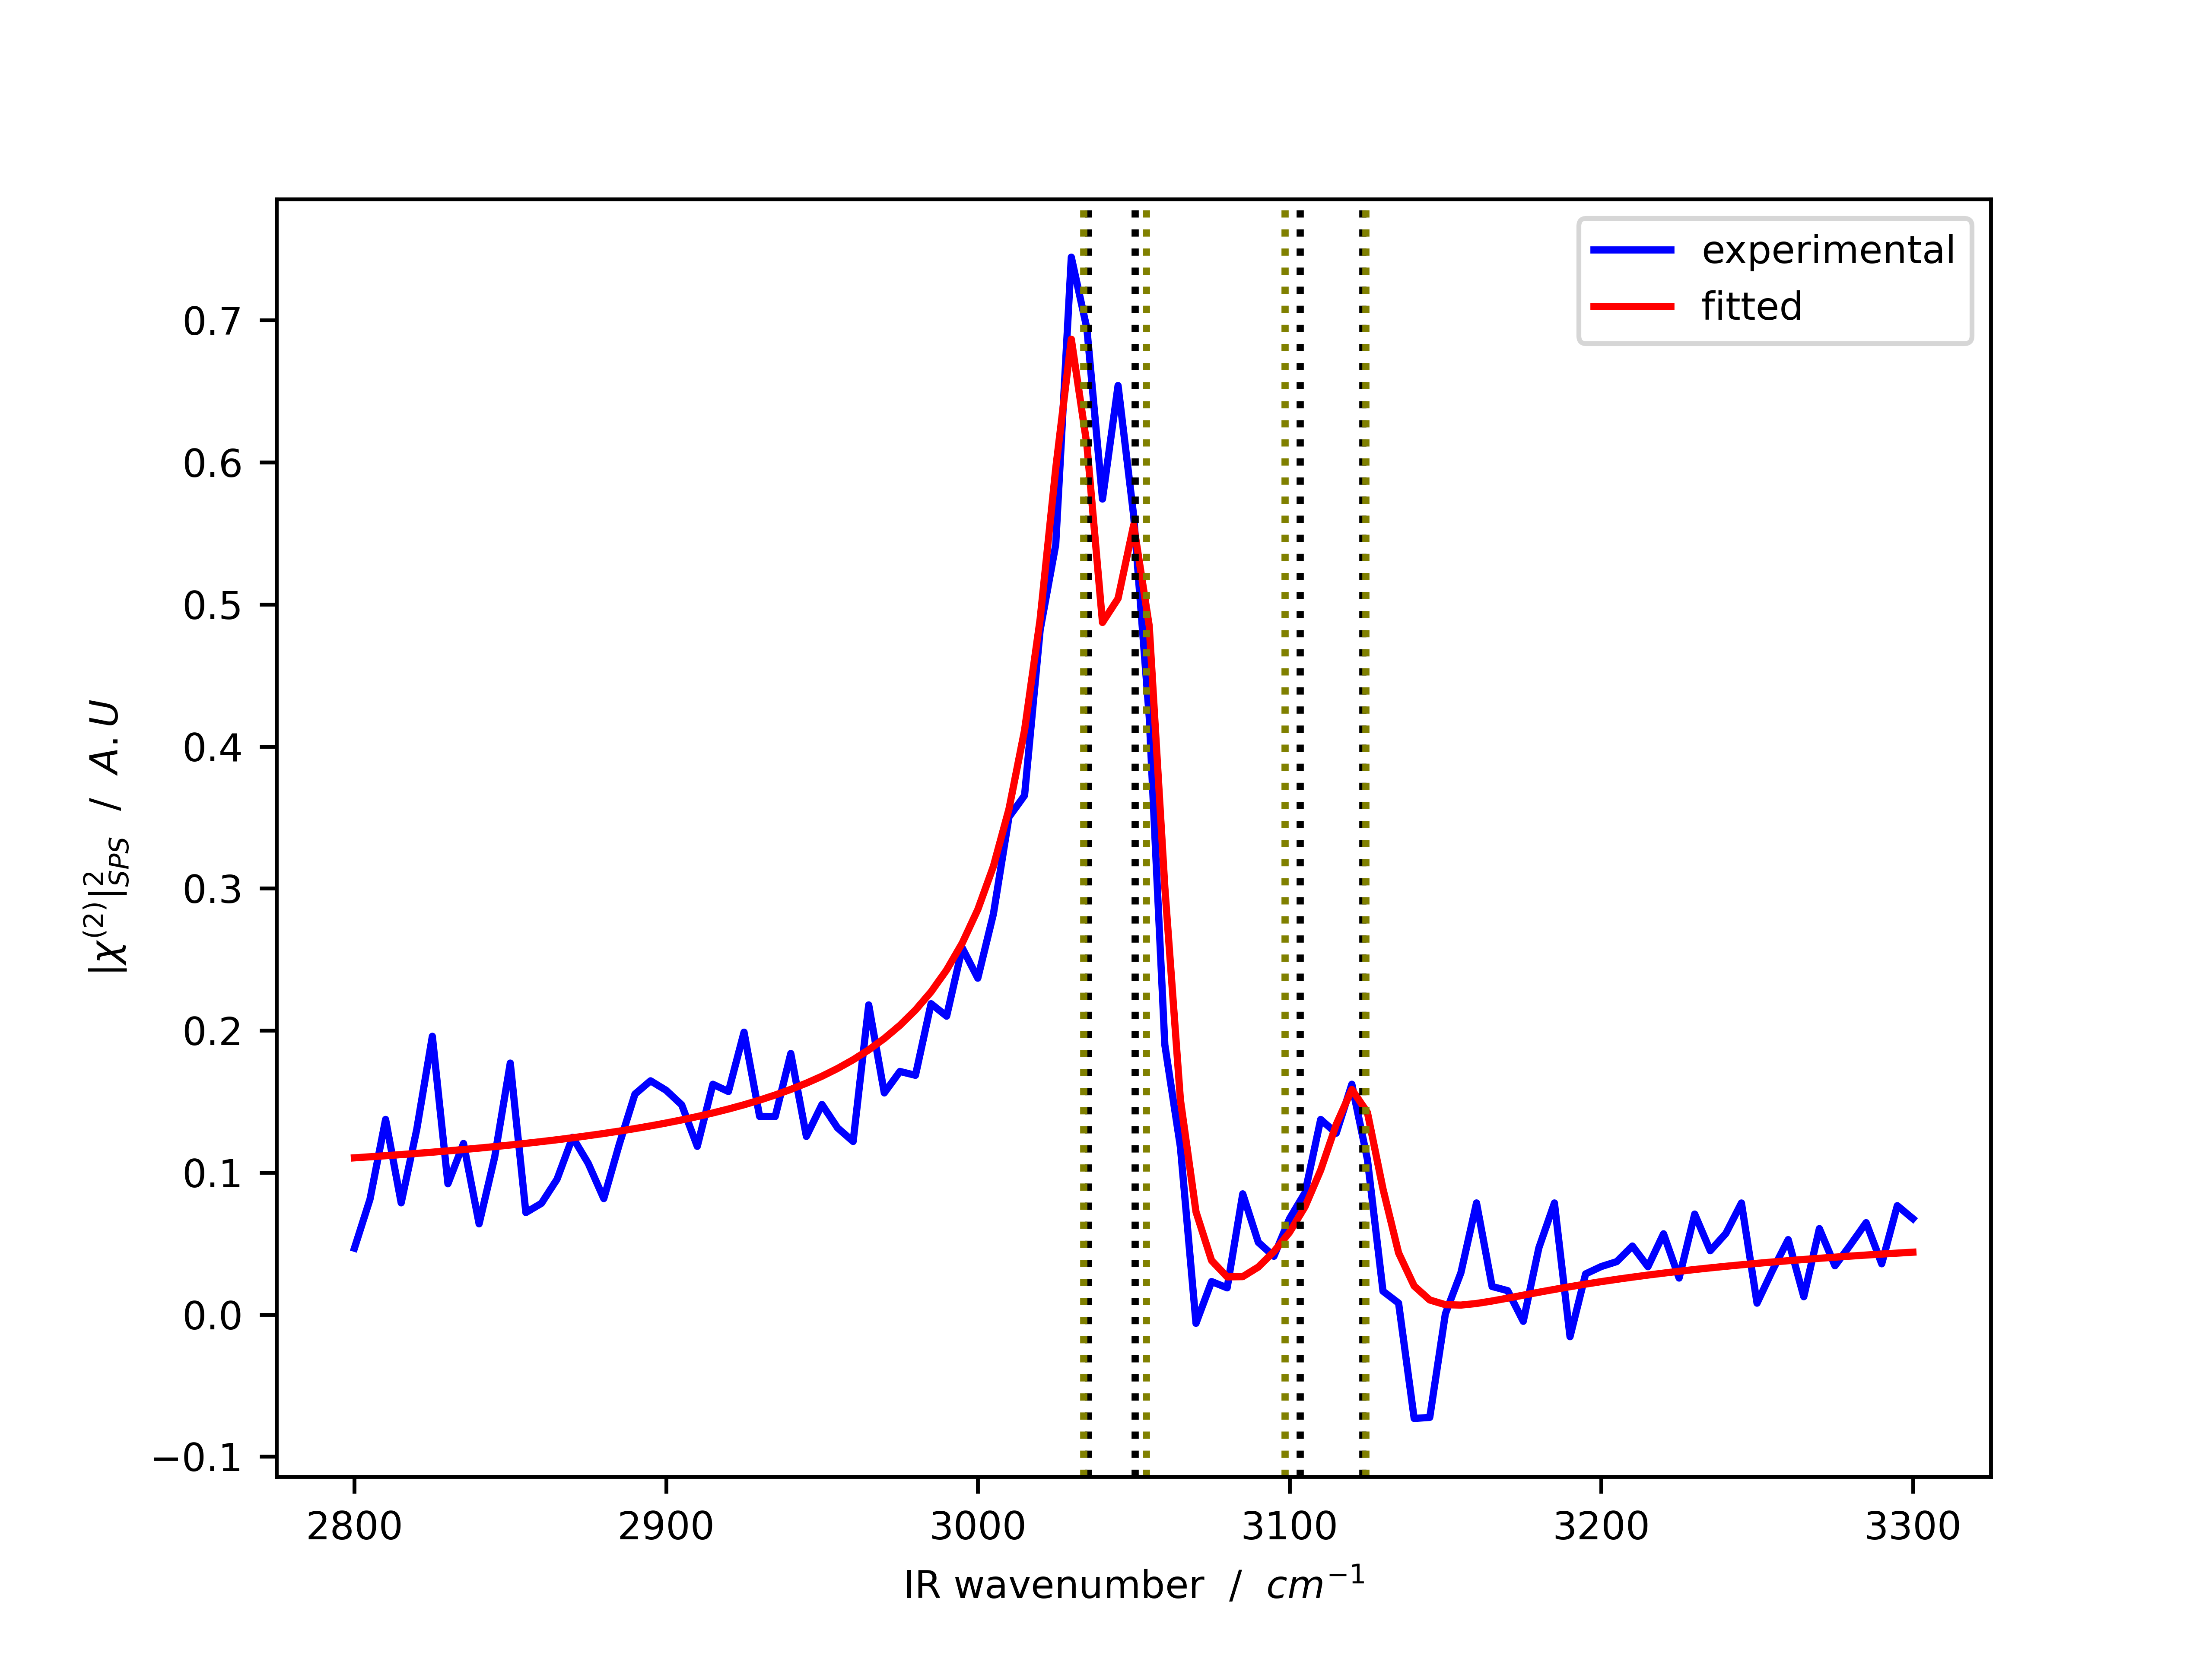 experimental
fitted
0.7
0.6
0.5
0.4
0.3
0.2
0.1
0.0
−0.1
|χ⁽²⁾|²SPS / A.U
2800 2900 3000 3100 3200 3300
IR wavenumber / cm⁻¹